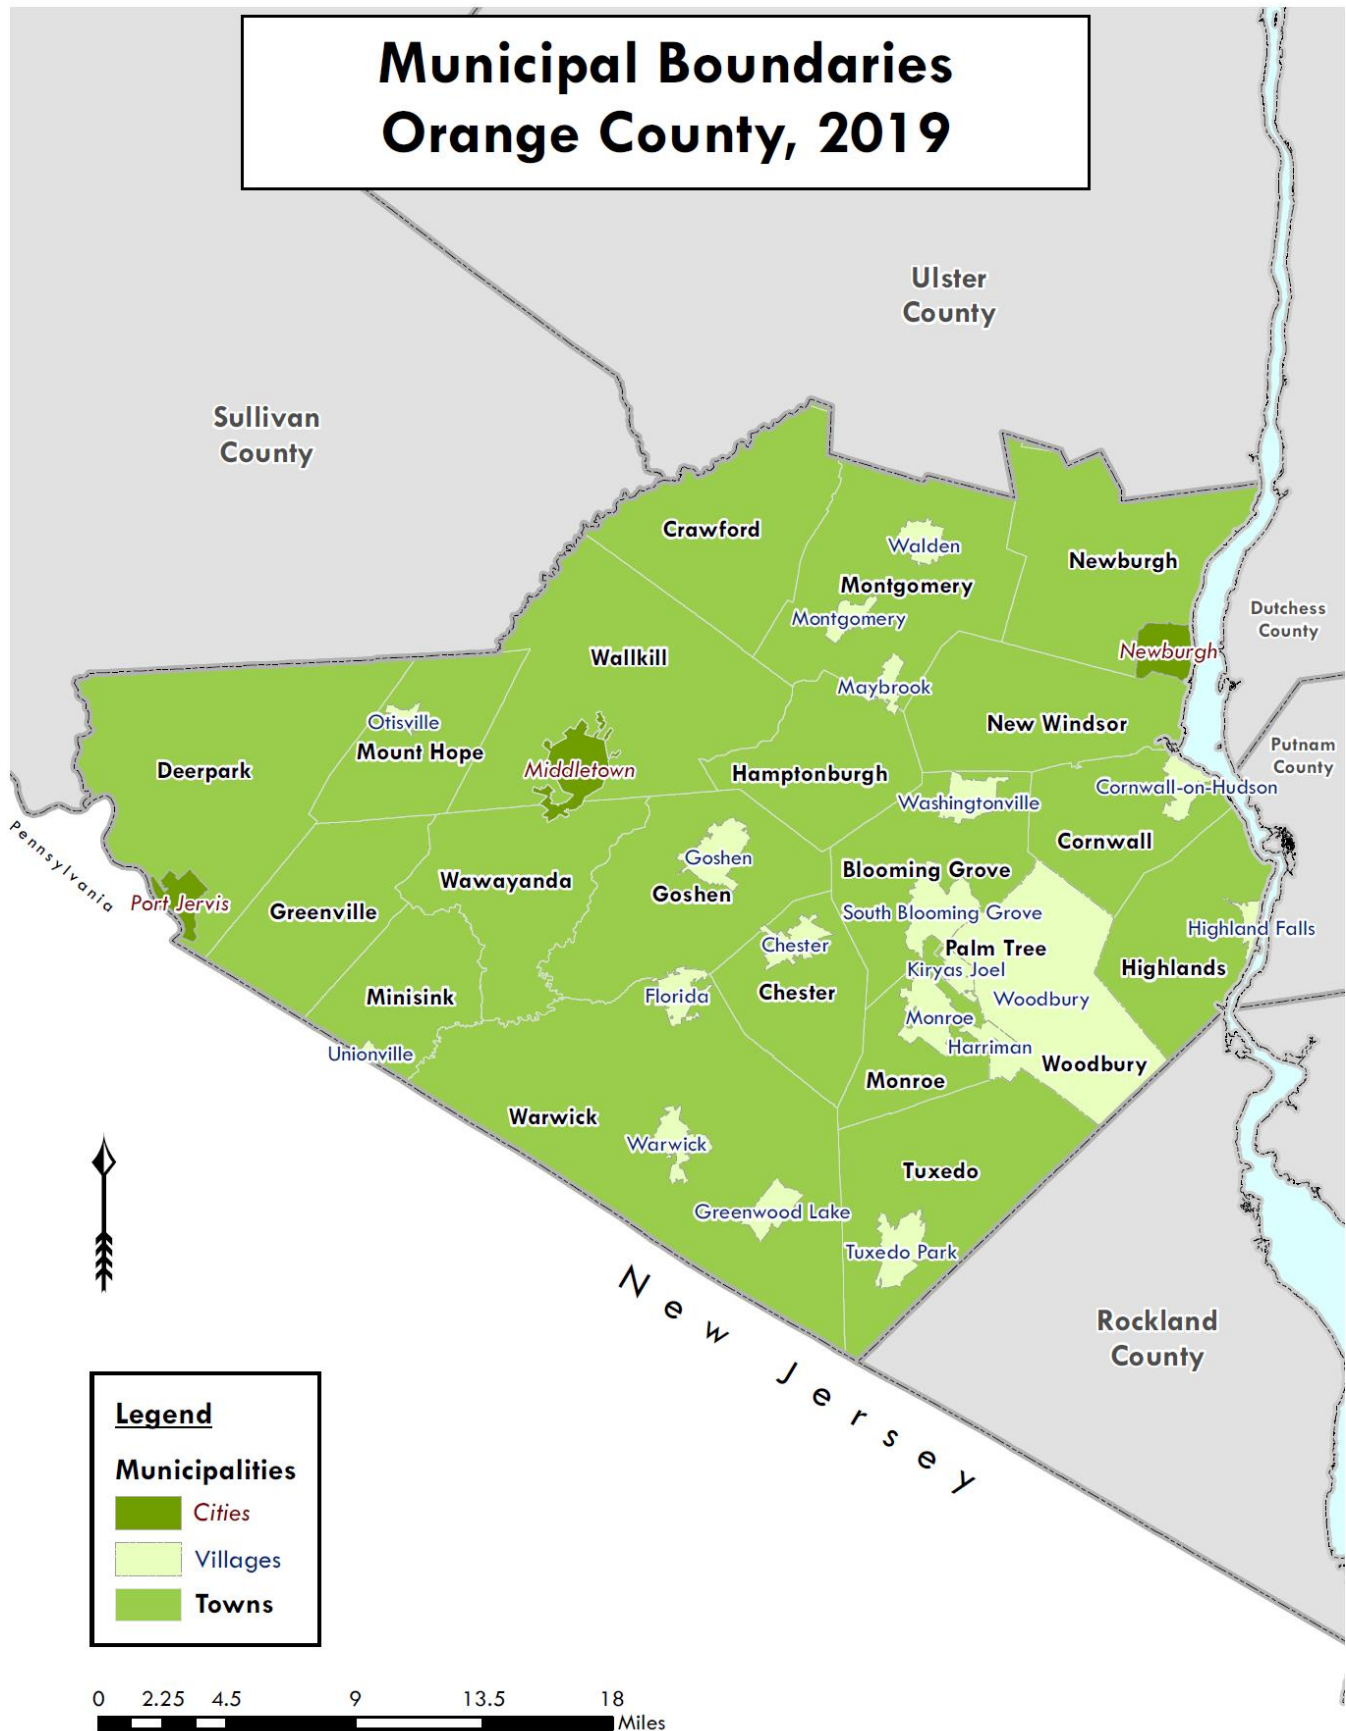 Municipal Boundaries
Orange County, 2019
Ulster
County
Sullivan
County
Crawford
Walden
Newburgh
Montgomery
Montgomery
Dutchess
County
Newburgh
Wallkill
Maybrook
Otisville
New Windsor
Mount Hope
Putnam
County
Deerpark
Middletown
Hamptonburgh
Cornwall-on-Hudson
Washingtonville
Pennsylvania
Cornwall
Goshen
Blooming Grove
Wawayanda
Goshen
Port Jervis
Greenville
South Blooming Grove
Highland Falls
Chester
Palm Tree
Kiryas Joel
Highlands
Minisink
Florida
Chester
Woodbury
Monroe
Unionville
Harriman
Woodbury
Monroe
Warwick
Warwick
Tuxedo
Greenwood Lake
Tuxedo Park
New Jersey
Rockland
County
Legend
Municipalities
Cities
Villages
Towns
0 2.25 4.5 9 13.5 18
Miles